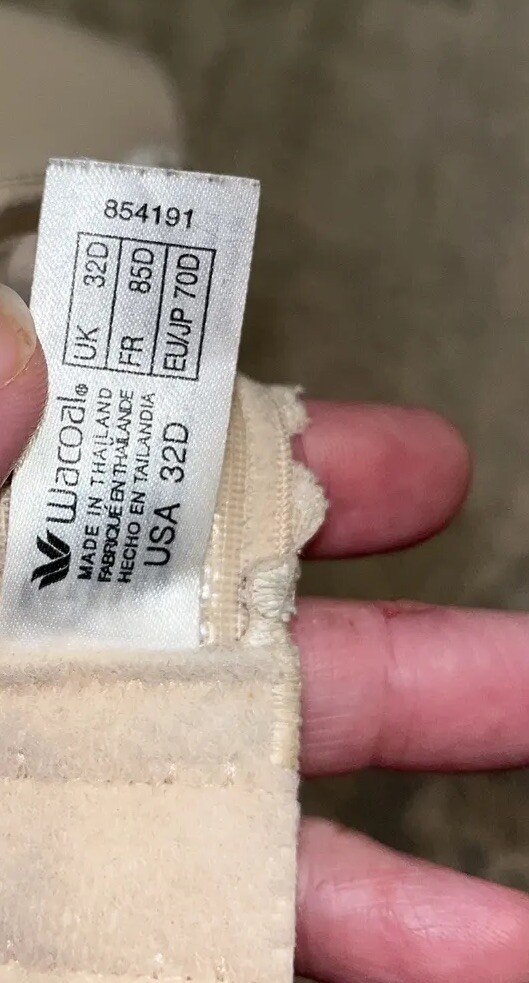 854191
UK 32D
FR 85D
EU/JP 70D
wacoal®
MADE IN THAILAND
FABRIQUÉ EN THAÏLANDE
HECHO EN TAILANDIA
USA 32D